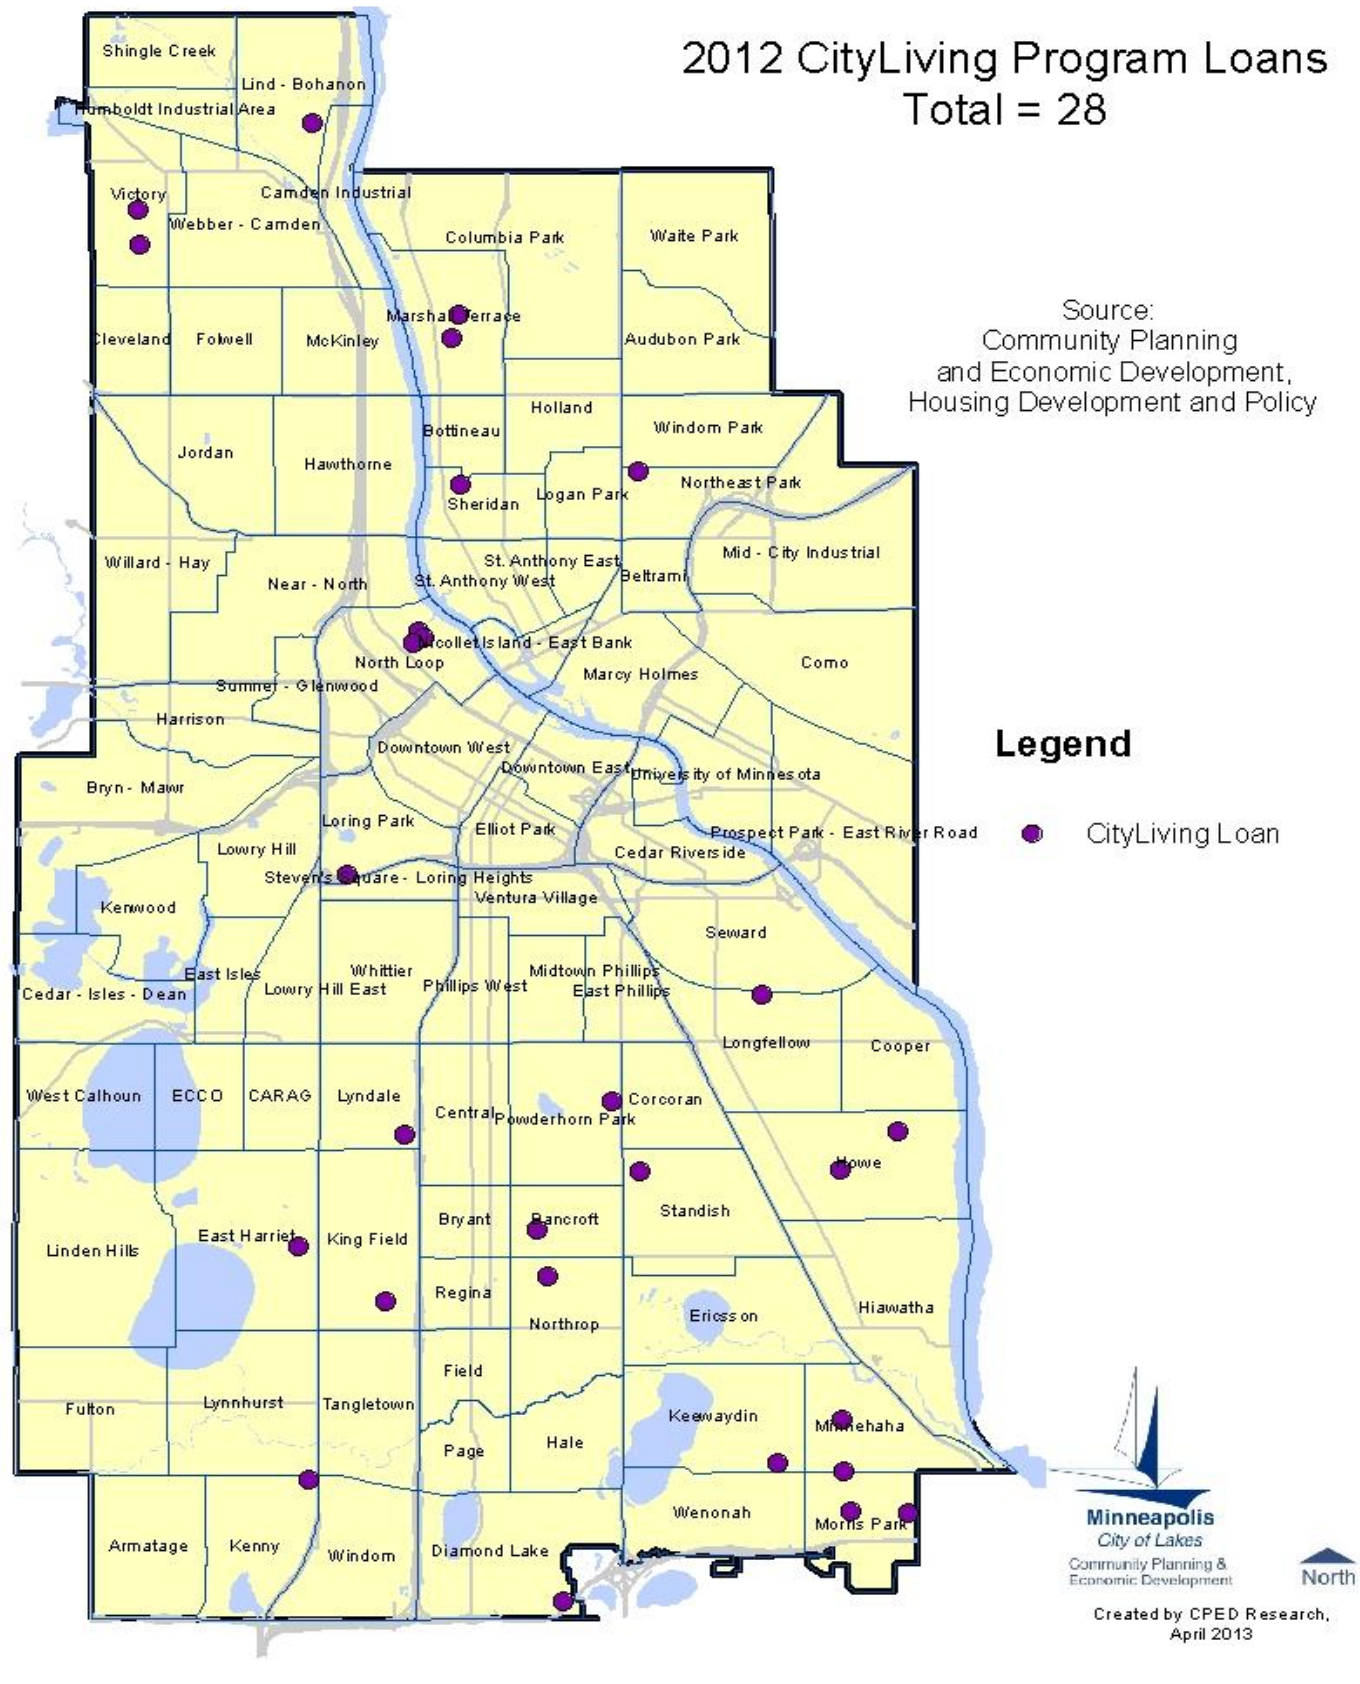 2012 CityLiving Program Loans
Total = 28
Shingle Creek
Lind - Bohanon
Humboldt Industrial Area
Victory
Camden Industrial
Webber - Camden
Columbia Park
Waite Park
Source:
Community Planning
and Economic Development,
Housing Development and Policy
Marshall Terrace
Cleveland
Folwell
McKinley
Audubon Park
Holland
Bottineau
Windom Park
Jordan
Hawthorne
Sheridan
Logan Park
Northeast Park
Willard - Hay
Near - North
St. Anthony East
St. Anthony West
Beltrami
Mid - City Industrial
Nicollet Island - East Bank
North Loop
Marcy Holmes
Como
Sumner - Glenwood
Harrison
Downtown West
Downtown East
University of Minnesota
Legend
CityLiving Loan
Bryn - Mawr
Loring Park
Elliot Park
Prospect Park - East River Road
Lowry Hill
Cedar Riverside
Steven's Square - Loring Heights
Ventura Village
Kenwood
Seward
East Isles
Whittier
Midtown Phillips
Cedar - Isles - Dean
Lowry Hill East
Phillips West
East Phillips
Longfellow
Cooper
West Calhoun
ECCO
CARAG
Lyndale
Central
Powderhorn Park
Corcoran
Howe
Linden Hills
East Harriet
King Field
Bryant
Bancroft
Standish
Regina
Northrop
Ericsson
Hiawatha
Field
Fulton
Lynnhurst
Tangletown
Page
Hale
Keewaydin
Minnehaha
Wenonah
Morris Park
Armatage
Kenny
Windom
Diamond Lake
Minneapolis
City of Lakes
Community Planning &
Economic Development
North
Created by CPED Research,
April 2013